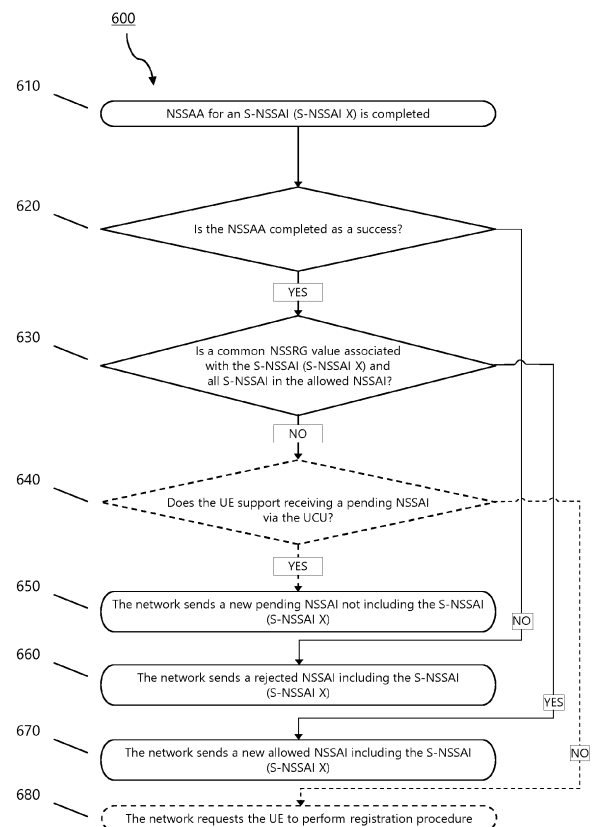 600
610
NSSAA for an S-NSSAI (S-NSSAI X) is completed
620
Is the NSSAA completed as a success?
YES
630
Is a common NSSRG value associated
with the S-NSSAI (S-NSSAI X) and
all S-NSSAI in the allowed NSSAI?
NO
640
Does the UE support receiving a pending NSSAI
via the UCU?
YES
650
The network sends a new pending NSSAI not including the S-NSSAI
(S-NSSAI X)
NO
660
The network sends a rejected NSSAI including the S-NSSAI
(S-NSSAI X)
YES
670
The network sends a new allowed NSSAI including the S-NSSAI
(S-NSSAI X)
NO
680
The network requests the UE to perform registration procedure